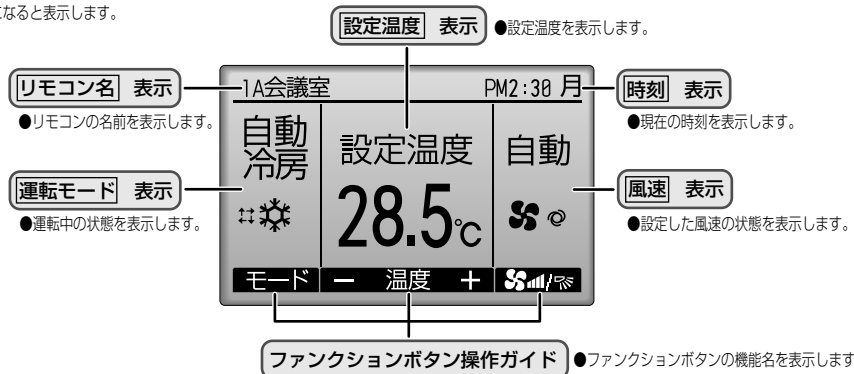 になると表示します。
設定温度 表示
●設定温度を表示します。
リモコン名 表示
●リモコンの名前を表示します。
1A会議室 PM2:30 月
時刻 表示
●現在の時刻を表示します。
自動
冷房
設定温度
28.5℃
自動
運転モード 表示
●運転中の状態を表示します。
風速 表示
●設定した風速の状態を表示します。
モード − 温度 + /
ファンクションボタン操作ガイド
●ファンクションボタンの機能名を表示します